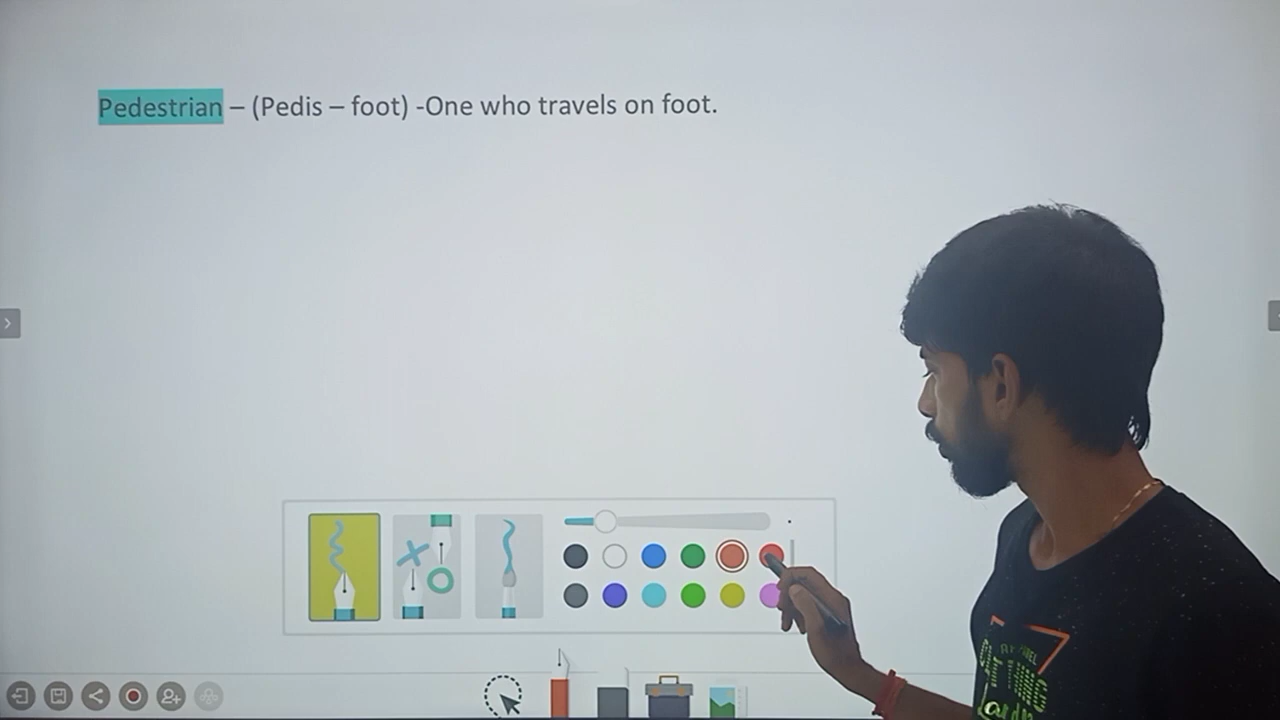 Pedestrian – (Pedis – foot) -One who travels on foot.